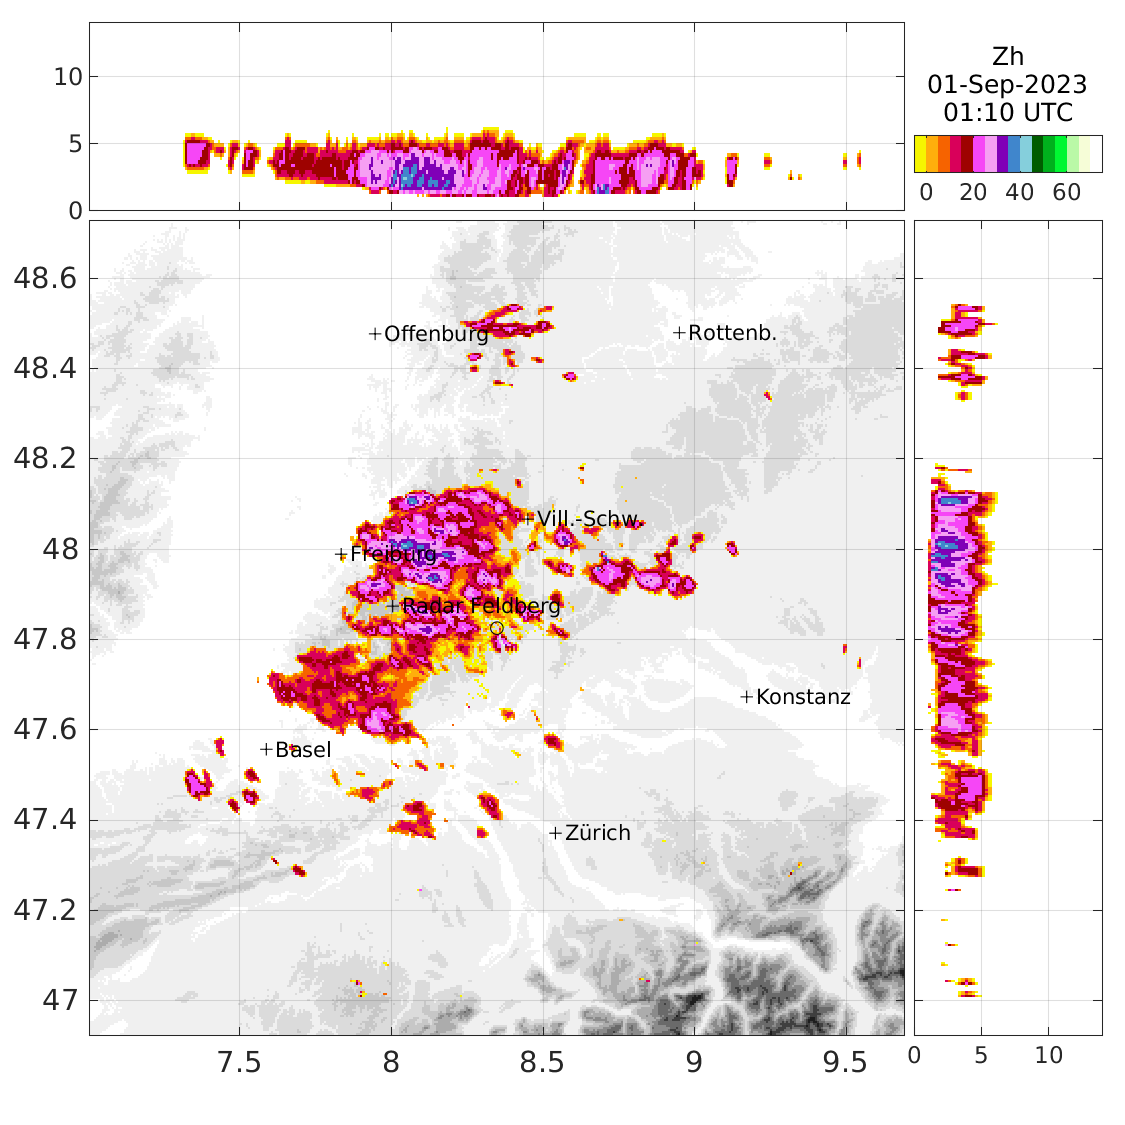 10
5
0
Zh
01-Sep-2023
01:10 UTC
0 20 40 60
48.6
48.4
48.2
48
47.8
47.6
47.4
47.2
47
Offenburg
Rottenb.
Vill.-Schw.
Freiburg
Radar Feldberg
Konstanz
Basel
Zürich
7.5 8 8.5 9 9.5
0 5 10